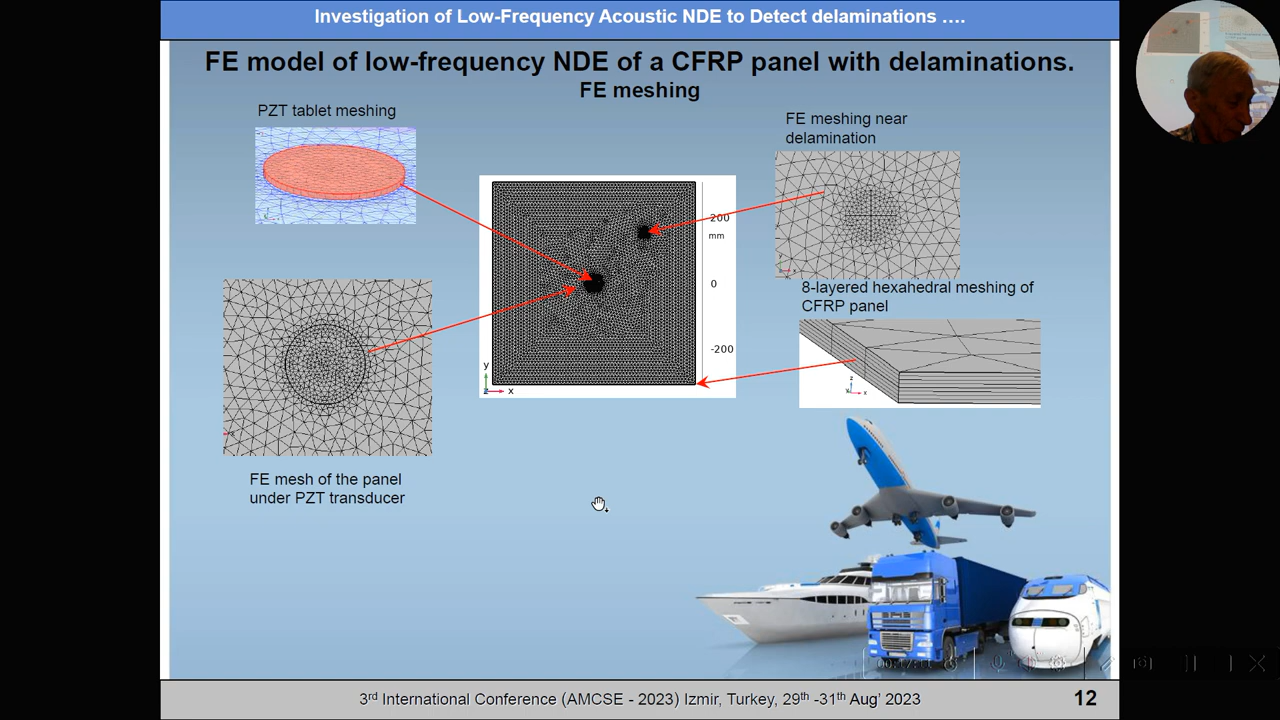 Investigation of Low-Frequency Acoustic NDE to Detect delaminations ….
FE model of low-frequency NDE of a CFRP panel with delaminations.
FE meshing
PZT tablet meshing
FE meshing near
delamination
200
mm
0
-200
y
z x
8-layered hexahedral meshing of
CFRP panel
z
y x
FE mesh of the panel
under PZT transducer
3rd International Conference (AMCSE - 2023) Izmir, Turkey, 29th -31th Aug’ 2023
12